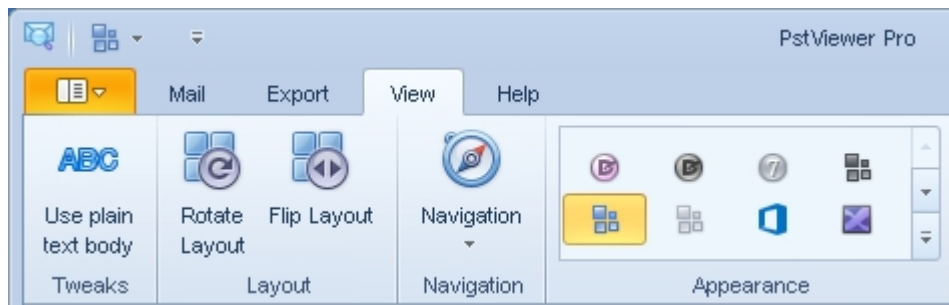 PstViewer Pro
Mail Export View Help
ABC
Use plain
text body
Rotate
Layout
Flip Layout
Navigation
7
Tweaks Layout Navigation Appearance